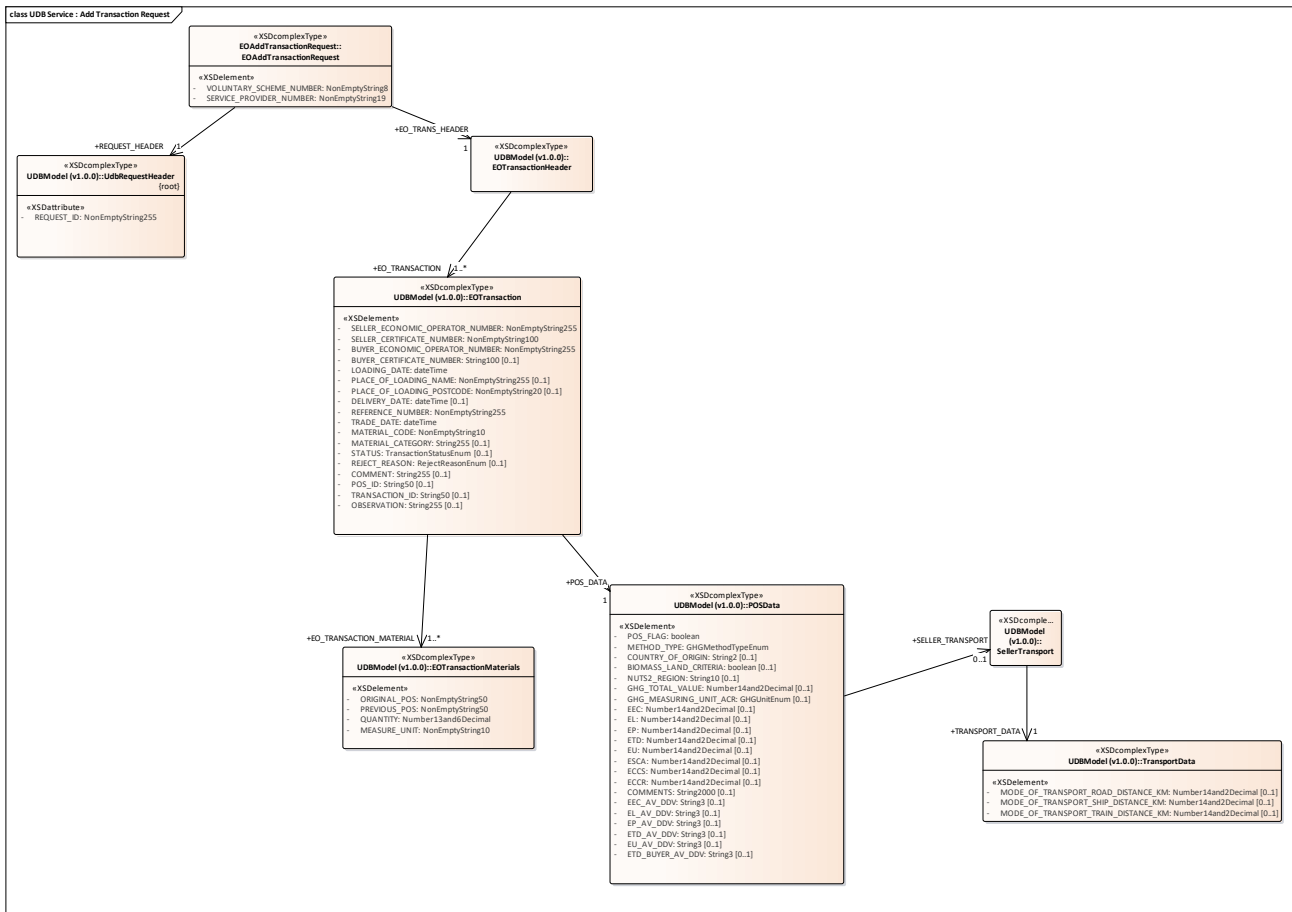 class UDB Service : Add Transaction Request
«XSDcomplexType»
EOAddTransactionRequest::
EOAddTransactionRequest
«XSDelement»
- VOLUNTARY_SCHEME_NUMBER: NonEmptyString8
- SERVICE_PROVIDER_NUMBER: NonEmptyString19
+REQUEST_HEADER
1
+EO_TRANS_HEADER
1
«XSDcomplexType»
UDBModel (v1.0.0)::UdbRequestHeader
{root}
«XSDattribute»
- REQUEST_ID: NonEmptyString255
«XSDcomplexType»
UDBModel (v1.0.0)::
EOTransactionHeader
+EO_TRANSACTION
1..*
«XSDcomplexType»
UDBModel (v1.0.0)::EOTransaction
«XSDelement»
- SELLER_ECONOMIC_OPERATOR_NUMBER: NonEmptyString255
- SELLER_CERTIFICATE_NUMBER: NonEmptyString100
- BUYER_ECONOMIC_OPERATOR_NUMBER: NonEmptyString255
- BUYER_CERTIFICATE_NUMBER: String100 [0..1]
- LOADING_DATE: dateTime
- PLACE_OF_LOADING_NAME: NonEmptyString255 [0..1]
- PLACE_OF_LOADING_POSTCODE: NonEmptyString20 [0..1]
- DELIVERY_DATE: dateTime [0..1]
- REFERENCE_NUMBER: NonEmptyString255
- TRADE_DATE: dateTime
- MATERIAL_CODE: NonEmptyString10
- MATERIAL_CATEGORY: String255 [0..1]
- STATUS: TransactionStatusEnum [0..1]
- REJECT_REASON: RejectReasonEnum [0..1]
- COMMENT: String255 [0..1]
- POS_ID: String50 [0..1]
- TRANSACTION_ID: String50 [0..1]
- OBSERVATION: String255 [0..1]
+EO_TRANSACTION_MATERIAL
1..*
«XSDcomplexType»
UDBModel (v1.0.0)::EOTransactionMaterials
«XSDelement»
- ORIGINAL_POS: NonEmptyString50
- PREVIOUS_POS: NonEmptyString50
- QUANTITY: Number13and6Decimal
- MEASURE_UNIT: NonEmptyString10
+POS_DATA
1
«XSDcomplexType»
UDBModel (v1.0.0)::POSData
«XSDelement»
- POS_FLAG: boolean
- METHOD_TYPE: GHGMethodTypeEnum
- COUNTRY_OF_ORIGIN: String2 [0..1]
- BIOMASS_LAND_CRITERIA: boolean [0..1]
- NUTS2_REGION: String10 [0..1]
- GHG_TOTAL_VALUE: Number14and2Decimal [0..1]
- GHG_MEASURING_UNIT_ACR: GHGUnitEnum [0..1]
- EEC: Number14and2Decimal [0..1]
- EL: Number14and2Decimal [0..1]
- EP: Number14and2Decimal [0..1]
- ETD: Number14and2Decimal [0..1]
- EU: Number14and2Decimal [0..1]
- ESCA: Number14and2Decimal [0..1]
- ECCS: Number14and2Decimal [0..1]
- ECCR: Number14and2Decimal [0..1]
- COMMENTS: String2000 [0..1]
- EEC_AV_DDV: String3 [0..1]
- EL_AV_DDV: String3 [0..1]
- EP_AV_DDV: String3 [0..1]
- ETD_AV_DDV: String3 [0..1]
- EU_AV_DDV: String3 [0..1]
- ETD_BUYER_AV_DDV: String3 [0..1]
+SELLER_TRANSPORT
0..1
«XSDcomple...
UDBModel
(v1.0.0)::
SellerTransport
+TRANSPORT_DATA
1
«XSDcomplexType»
UDBModel (v1.0.0)::TransportData
«XSDelement»
- MODE_OF_TRANSPORT_ROAD_DISTANCE_KM: Number14and2Decimal [0..1]
- MODE_OF_TRANSPORT_SHIP_DISTANCE_KM: Number14and2Decimal [0..1]
- MODE_OF_TRANSPORT_TRAIN_DISTANCE_KM: Number14and2Decimal [0..1]